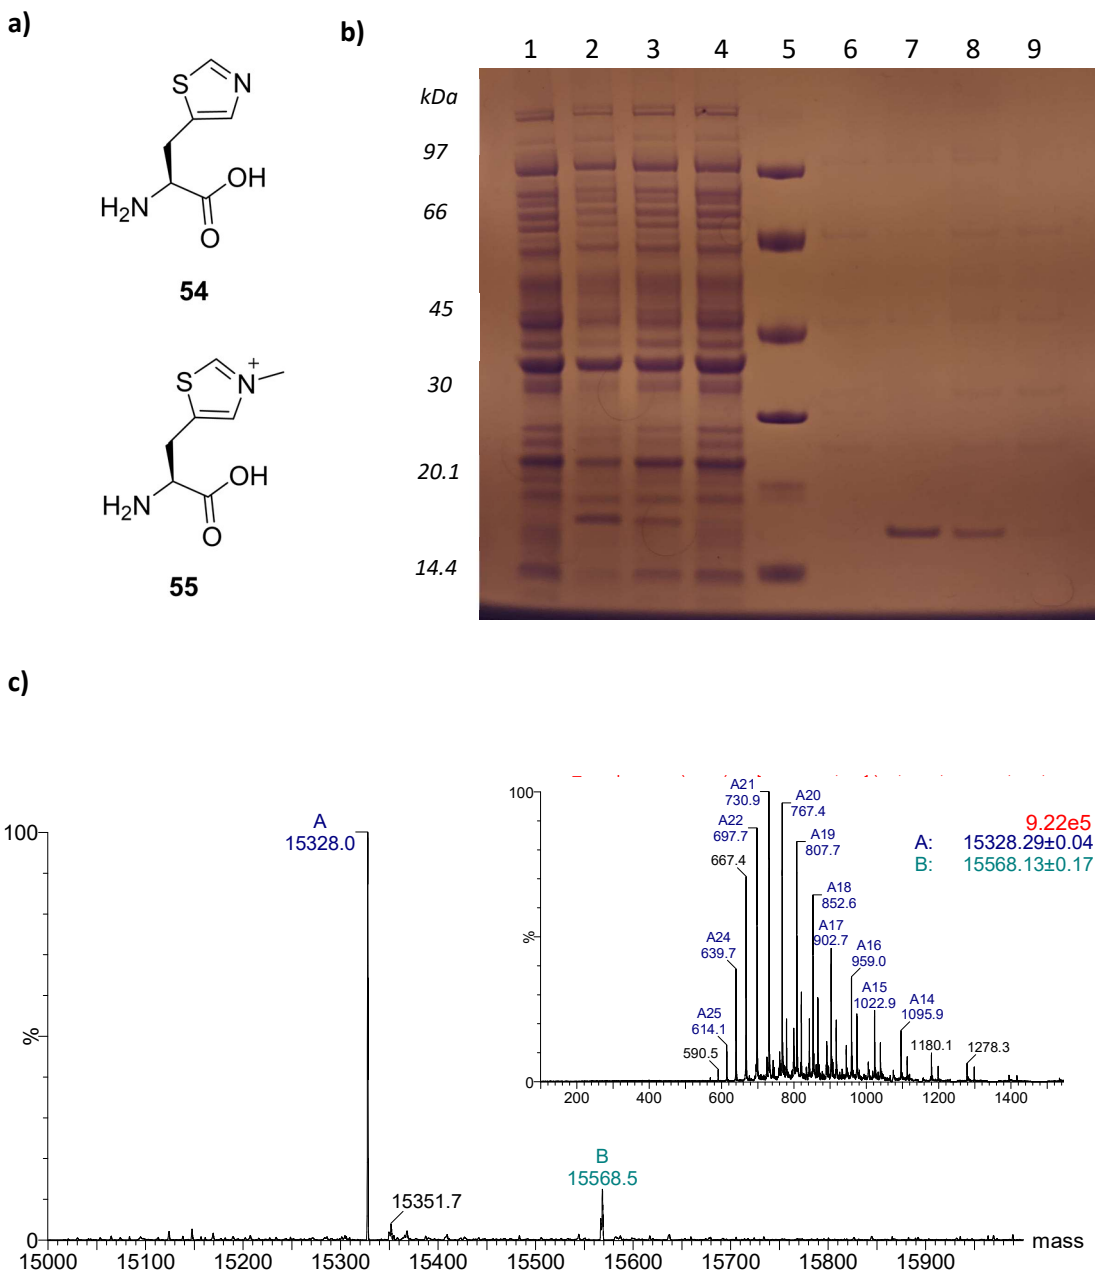 a)
S
N
OH
H₂N
O
54
S
+
N
OH
H₂N
O
55
b)
1 2 3 4 5 6 7 8 9
kDa
97
66
45
30
20.1
14.4
c)
100
%
0
A
15328.0
15351.7
B
15568.5
15000 15100 15200 15300 15400 15500 15600 15700 15800 15900
mass
100
%
0
A21
730.9
A20
767.4
A22
697.7
A19
807.7
667.4
A18
852.6
A24
639.7
A17
902.7
A16
959.0
A25
614.1
A15
1022.9
A14
1095.9
590.5
1180.1
1278.3
200 400 600 800 1000 1200 1400
9.22e5
A: 15328.29±0.04
B: 15568.13±0.17